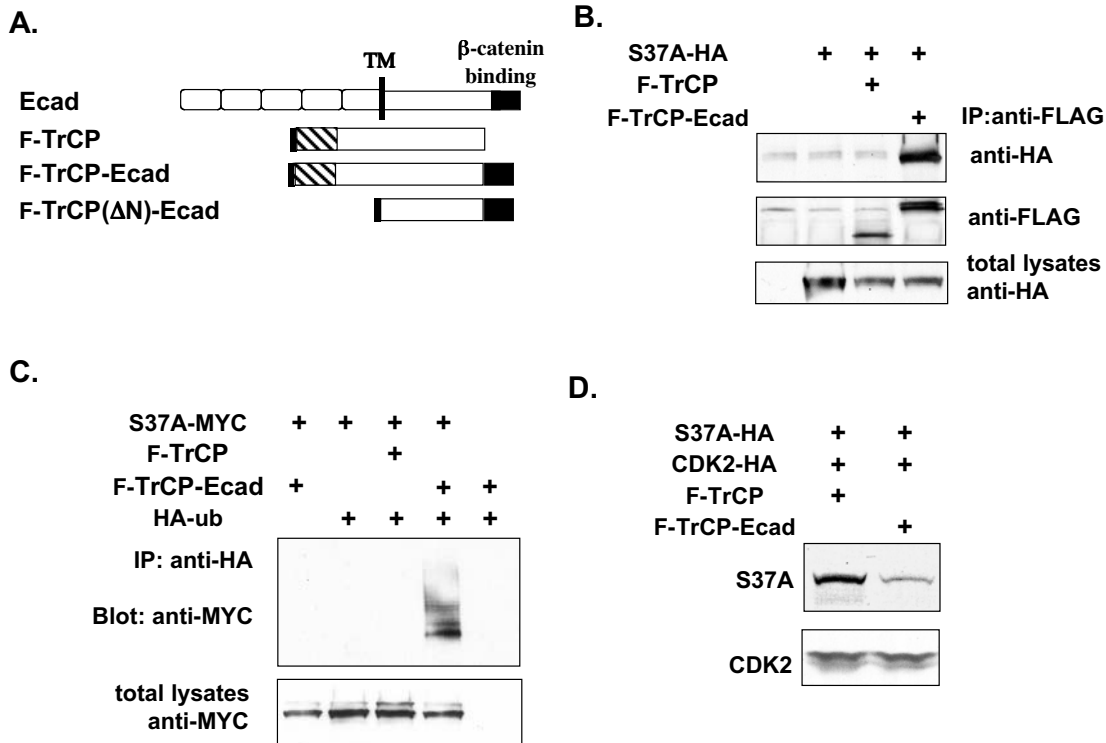 A.
TM
β-catenin
binding
Ecad
F-TrCP
F-TrCP-Ecad
F-TrCP(ΔN)-Ecad
B.
S37A-HA + + +
F-TrCP +
F-TrCP-Ecad + IP:anti-FLAG
anti-HA
anti-FLAG
total lysates
anti-HA
C.
S37A-MYC + + + +
F-TrCP +
F-TrCP-Ecad + + +
HA-ub + + + +
IP: anti-HA
Blot: anti-MYC
total lysates
anti-MYC
D.
S37A-HA + +
CDK2-HA + +
F-TrCP +
F-TrCP-Ecad +
S37A
CDK2